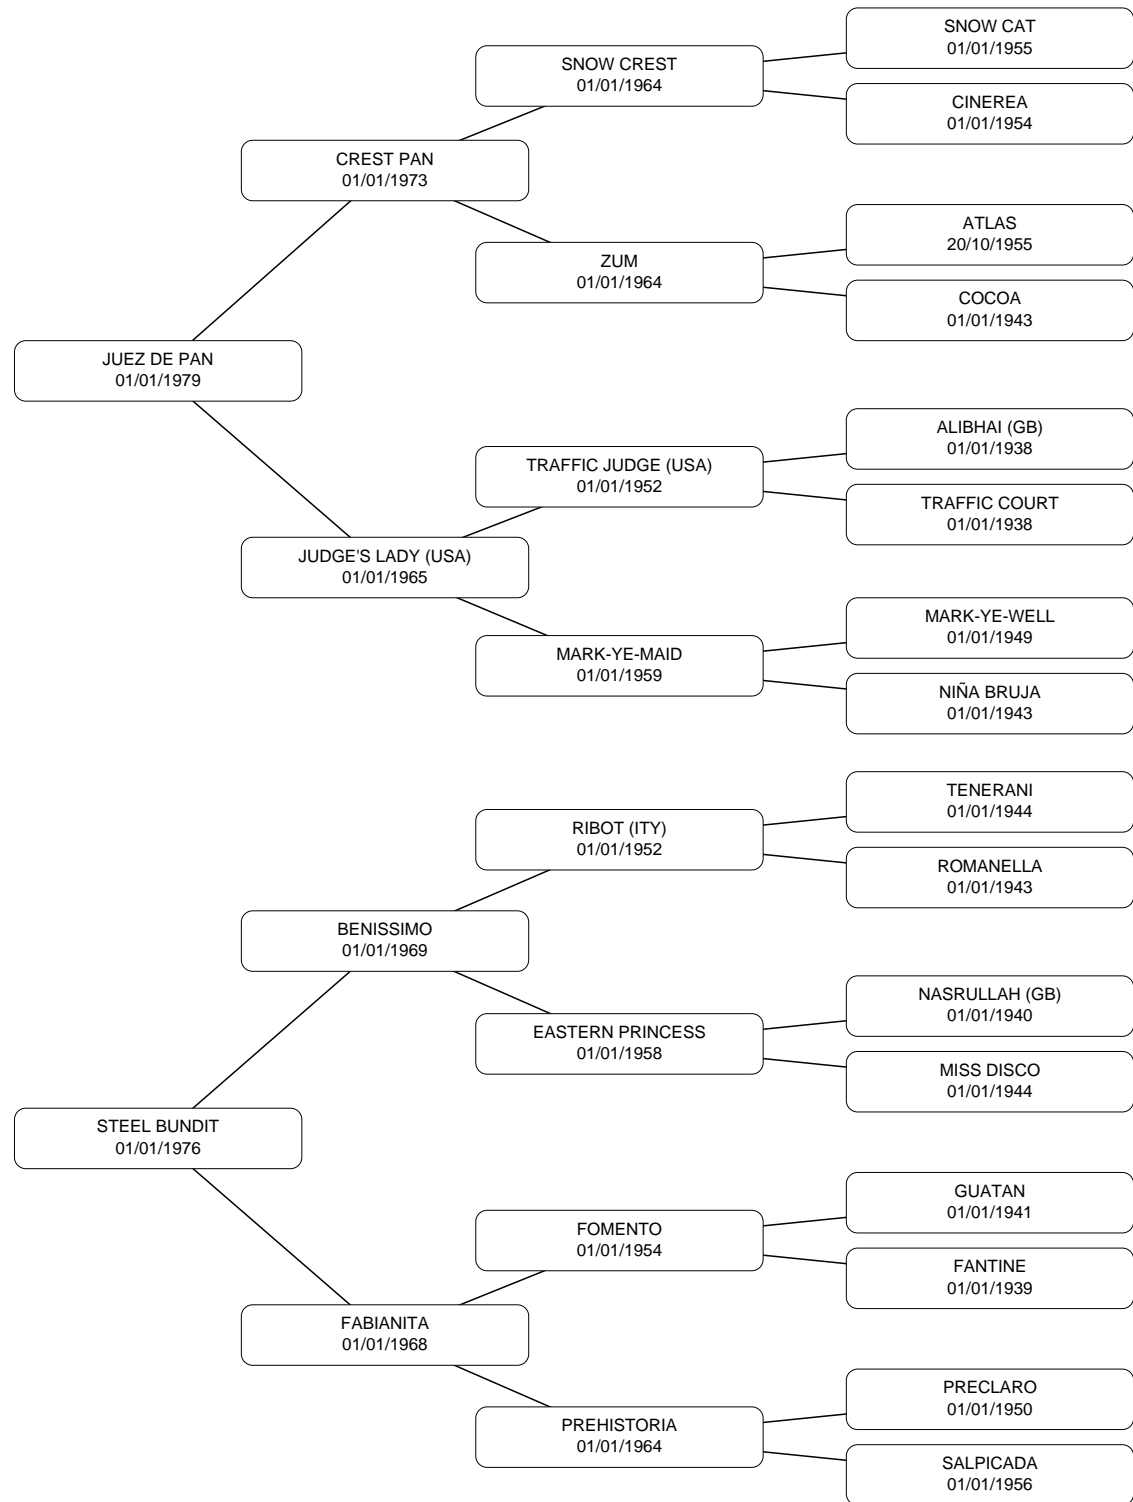 SNOW CAT
01/01/1955
SNOW CREST
01/01/1964
CINEREA
01/01/1954
CREST PAN
01/01/1973
ATLAS
20/10/1955
ZUM
01/01/1964
COCOA
01/01/1943
JUEZ DE PAN
01/01/1979
ALIBHAI (GB)
01/01/1938
TRAFFIC JUDGE (USA)
01/01/1952
TRAFFIC COURT
01/01/1938
JUDGE'S LADY (USA)
01/01/1965
MARK-YE-WELL
01/01/1949
MARK-YE-MAID
01/01/1959
NIÑA BRUJA
01/01/1943
TENERANI
01/01/1944
RIBOT (ITY)
01/01/1952
ROMANELLA
01/01/1943
BENISSIMO
01/01/1969
NASRULLAH (GB)
01/01/1940
EASTERN PRINCESS
01/01/1958
MISS DISCO
01/01/1944
STEEL BUNDIT
01/01/1976
GUATAN
01/01/1941
FOMENTO
01/01/1954
FANTINE
01/01/1939
FABIANITA
01/01/1968
PRECLARO
01/01/1950
PREHISTORIA
01/01/1964
SALPICADA
01/01/1956